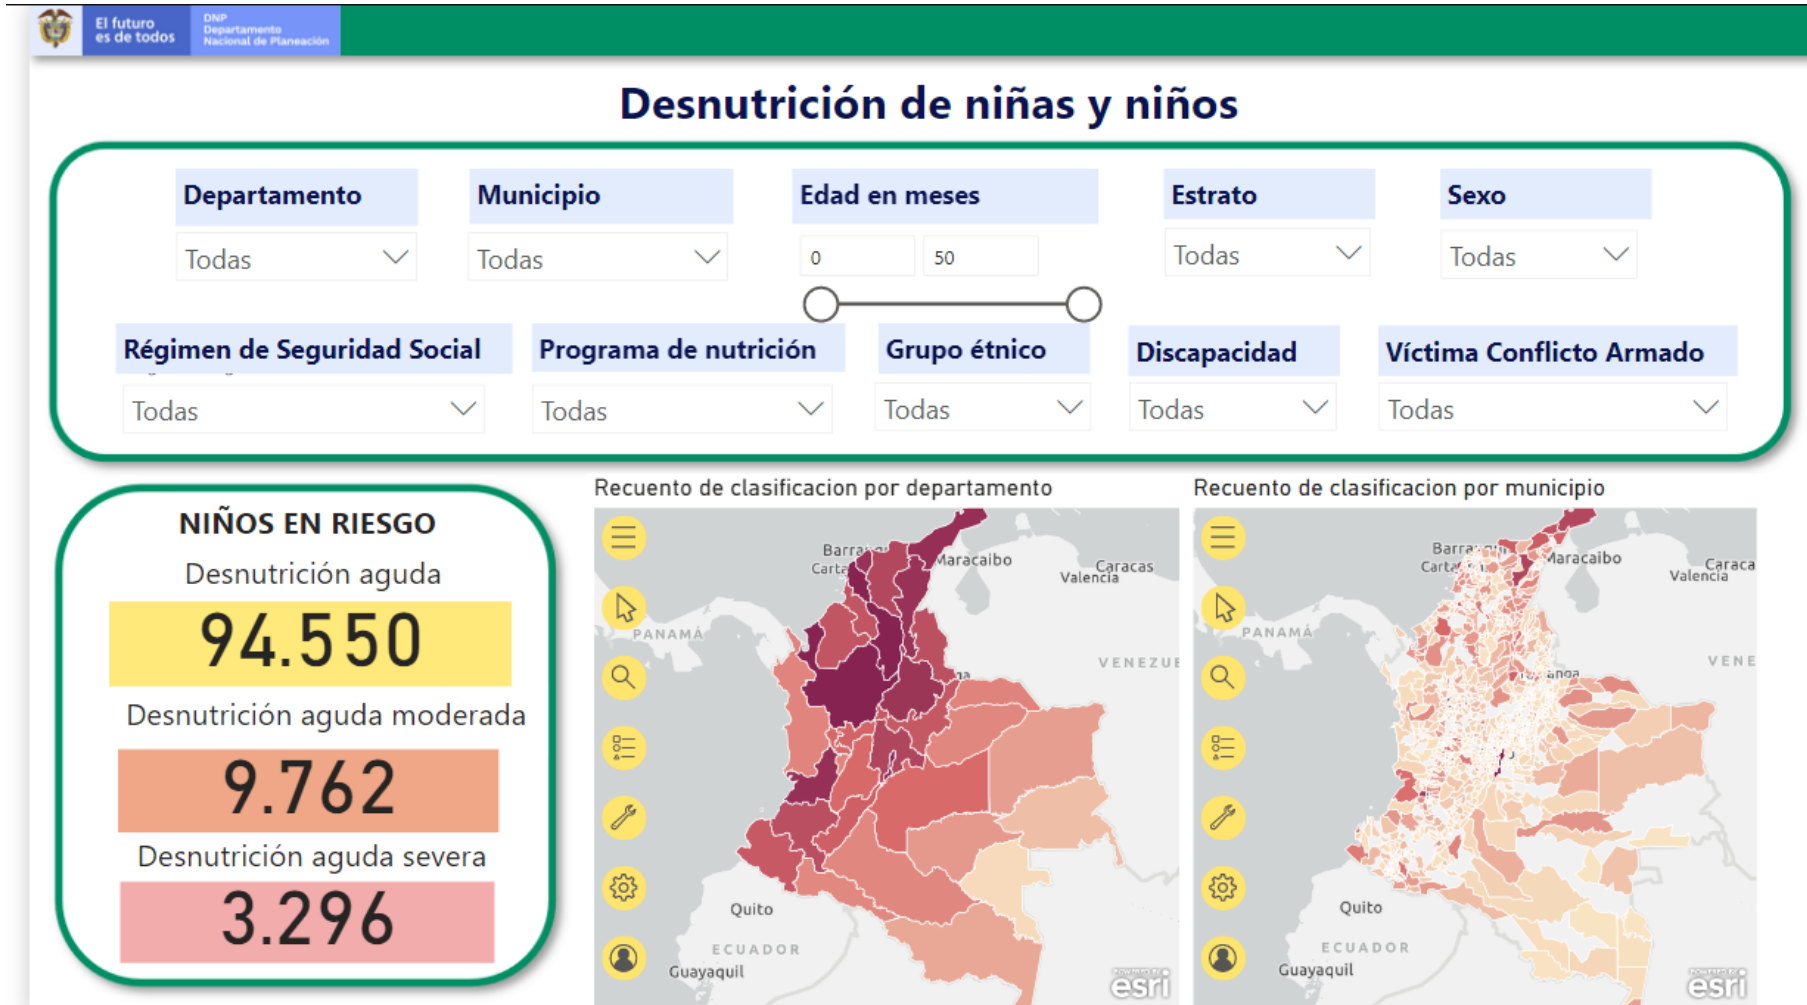 El futuro
es de todos
DNP
Departamento
Nacional de Planeación
Desnutrición de niñas y niños
Departamento
Municipio
Edad en meses
Estrato
Sexo
Todas
Todas
0
50
Todas
Todas
Régimen de Seguridad Social
Programa de nutrición
Grupo étnico
Discapacidad
Víctima Conflicto Armado
Todas
Todas
Todas
Todas
Todas
NIÑOS EN RIESGO
Desnutrición aguda
94.550
Desnutrición aguda moderada
9.762
Desnutrición aguda severa
3.296
Recuento de clasificacion por departamento
Maracaibo
Caracas
Valencia
PANAMÁ
Quito
ECUADOR
Guayaquil
POWERED BY
esri
Recuento de clasificacion por municipio
Maracaibo
Valencia
PANAMÁ
Quito
ECUADOR
Guayaquil
POWERED BY
esri